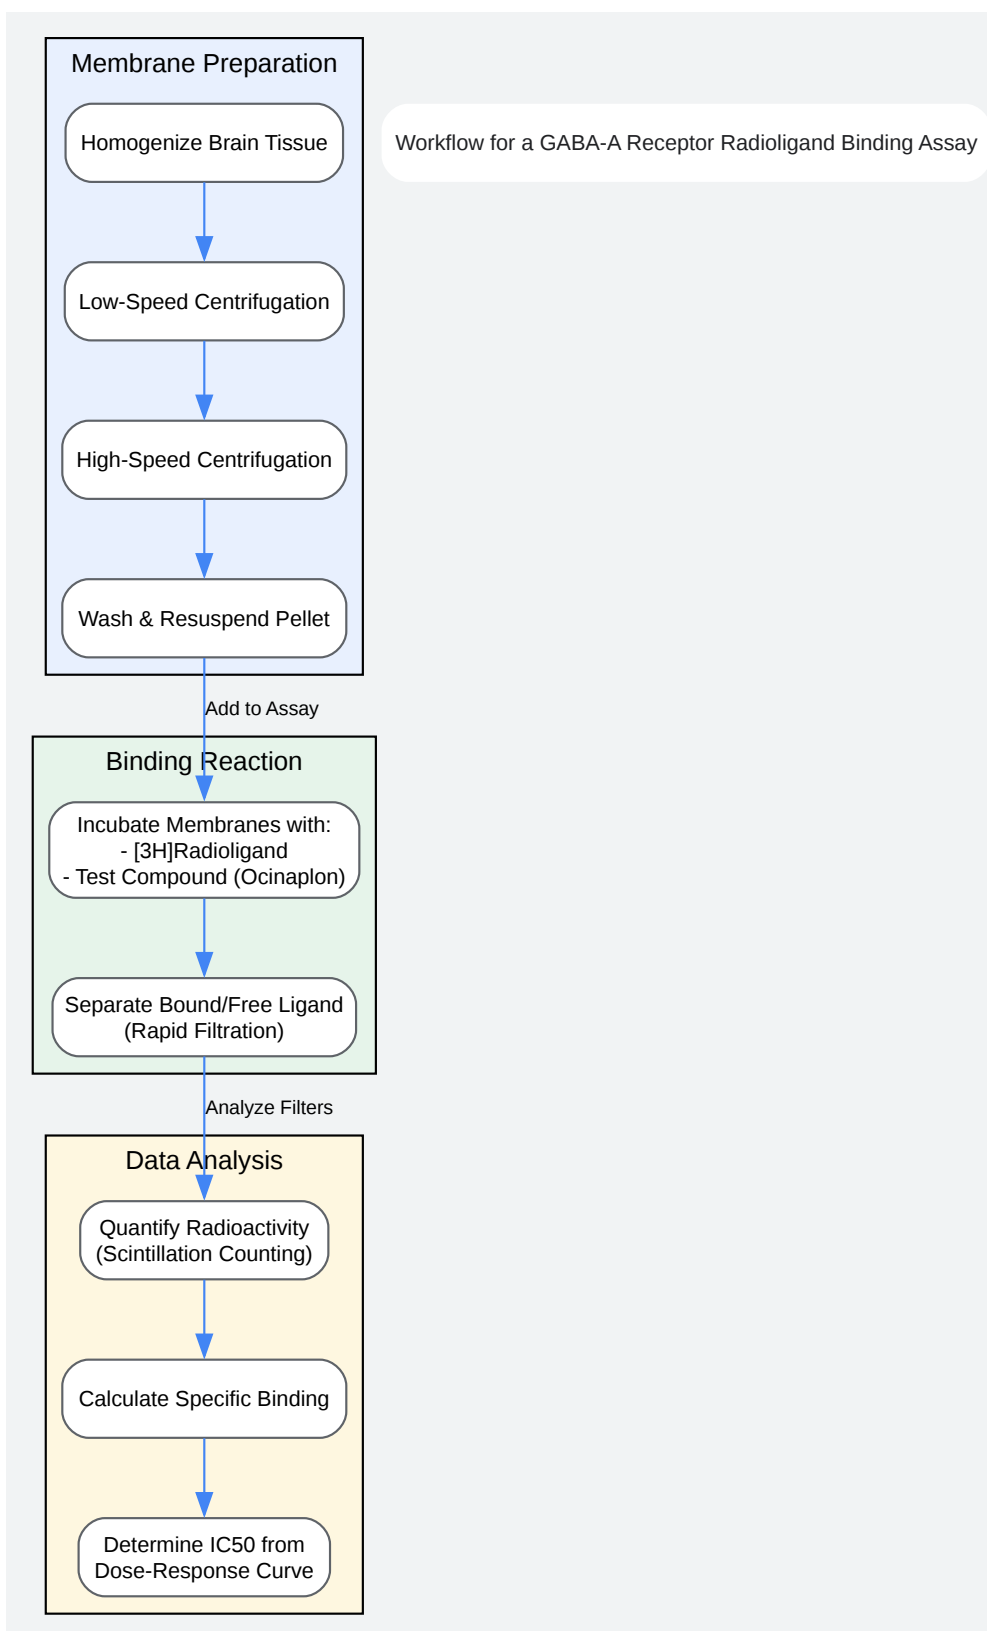 Membrane Preparation
Homogenize Brain Tissue
Workflow for a GABA-A Receptor Radioligand Binding Assay
Low-Speed Centrifugation
High-Speed Centrifugation
Wash & Resuspend Pellet
Add to Assay
Binding Reaction
Incubate Membranes with:
- [3H]Radioligand
- Test Compound (Ocinaplon)
Separate Bound/Free Ligand
(Rapid Filtration)
Analyze Filters
Data Analysis
Quantify Radioactivity
(Scintillation Counting)
Calculate Specific Binding
Determine IC50 from
Dose-Response Curve